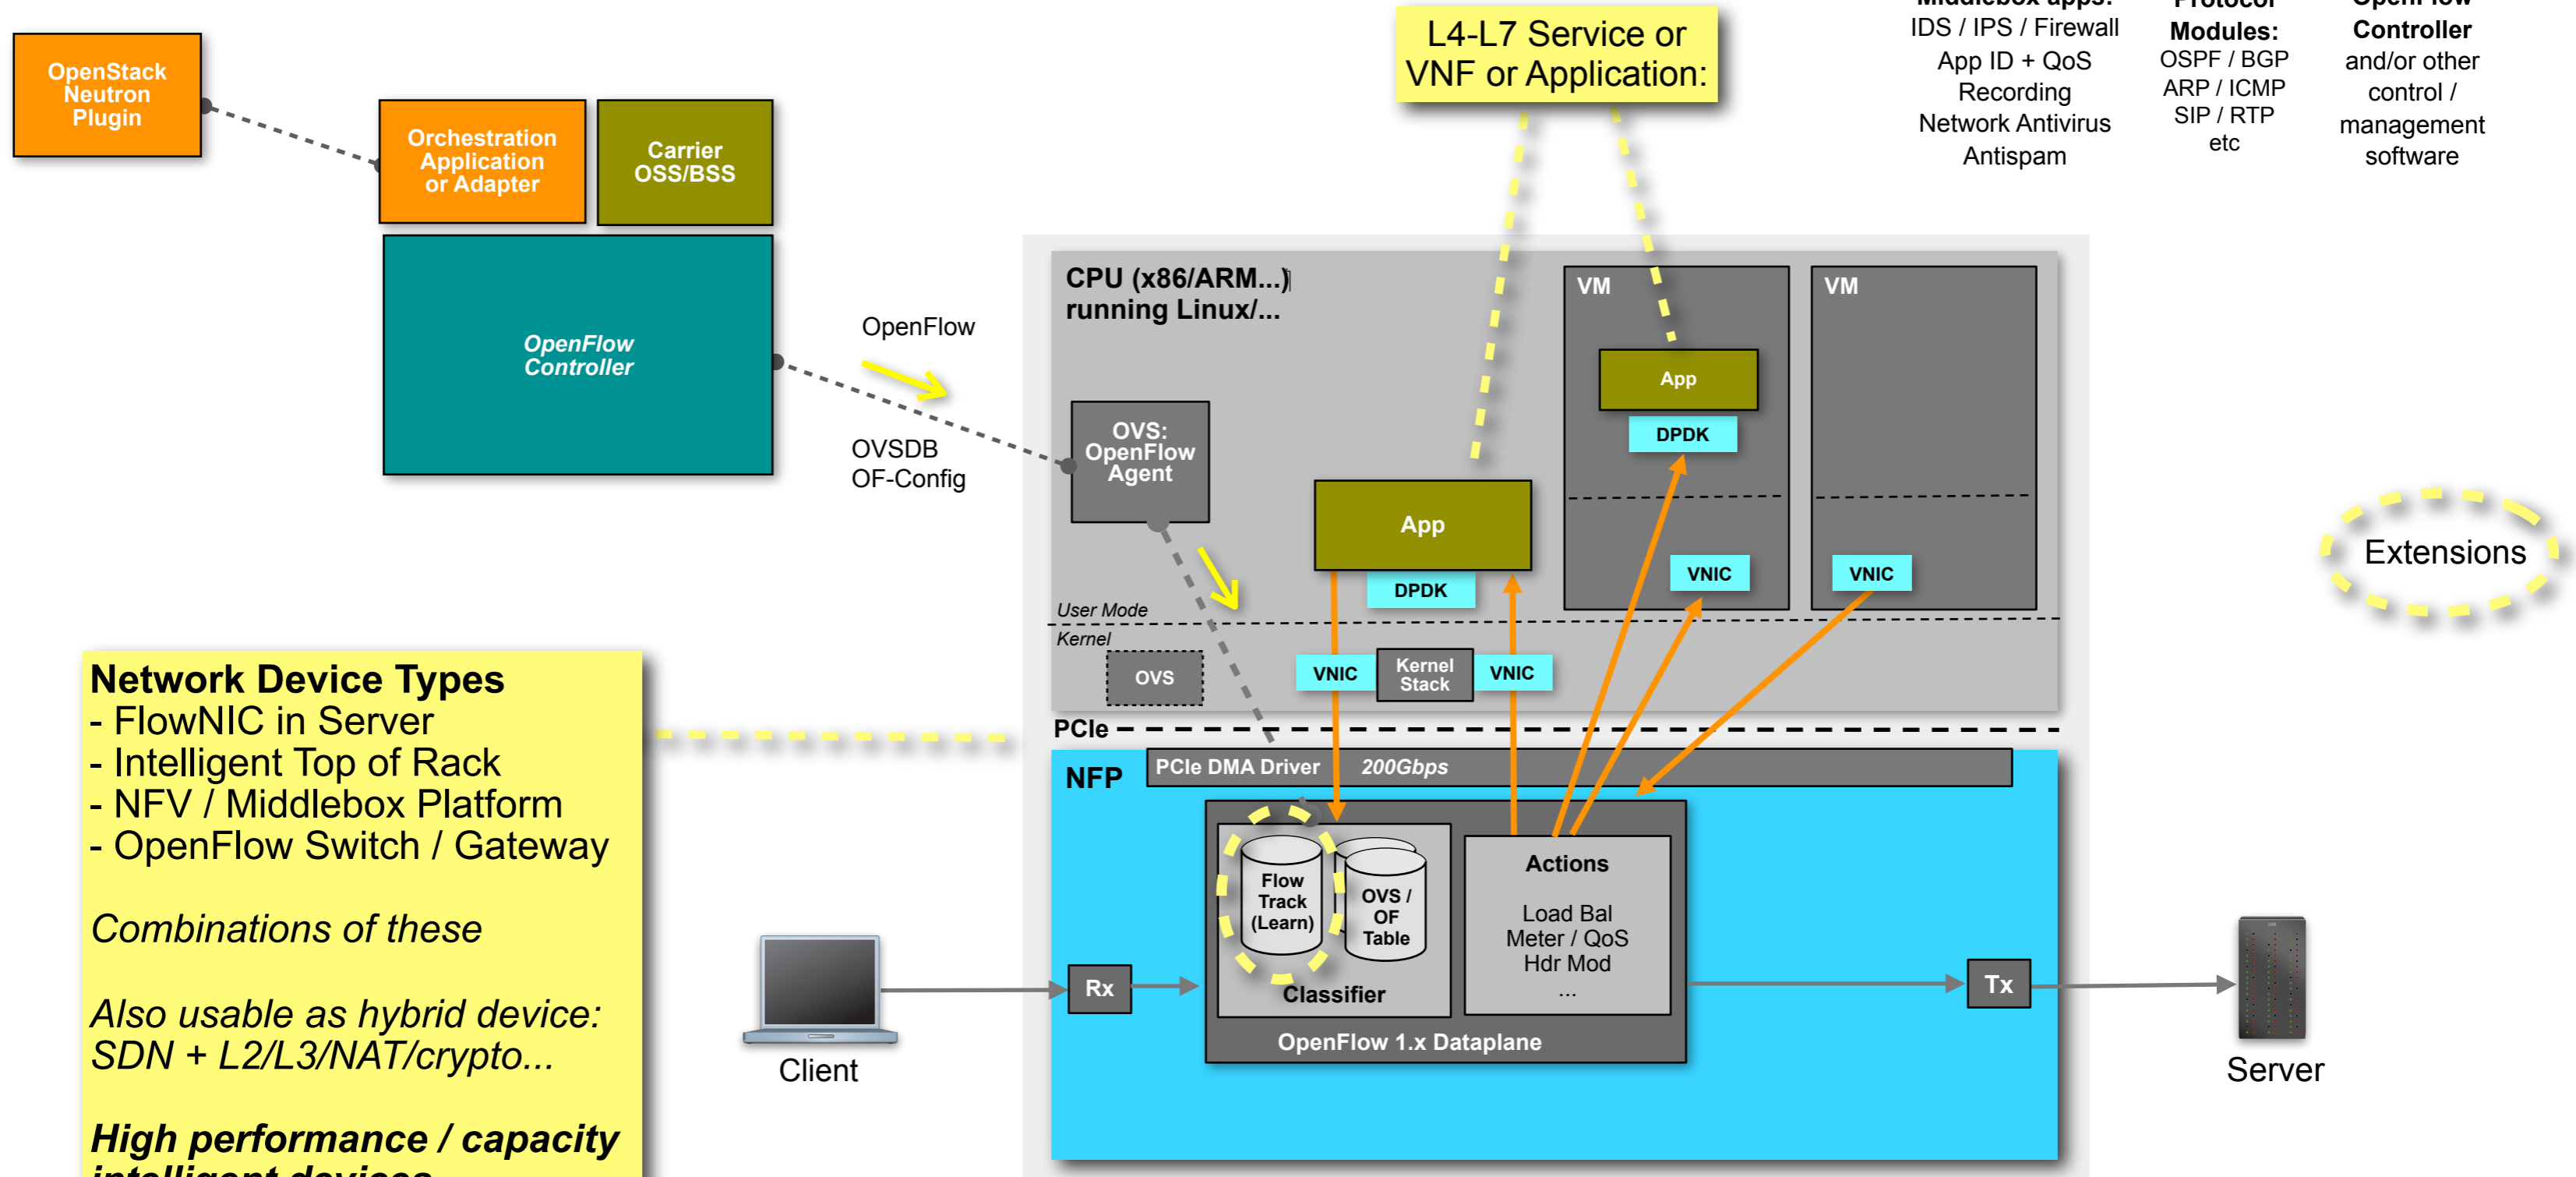 Middlebox apps:
IDS / IPS / Firewall
App ID + QoS
Recording
Network Antivirus
Antispam
Protocol
Modules:
OSPF / BGP
ARP / ICMP
SIP / RTP
etc
OpenFlow
Controller
and/or other
control /
management
software
L4-L7 Service or
VNF or Application:
OpenStack
Neutron
Plugin
Orchestration
Application
or Adapter
Carrier
OSS/BSS
OpenFlow
Controller
OpenFlow
OVSDB
OF-Config
CPU (x86/ARM...)
running Linux/...
VM
VM
App
DPDK
OVS:
OpenFlow
Agent
App
DPDK
VNIC
VNIC
User Mode
Kernel
OVS
VNIC
Kernel
Stack
VNIC
Extensions
PCIe
NFP
PCIe DMA Driver 200Gbps
Flow
Track
(Learn)
OVS /
OF
Table
Classifier
Actions
Load Bal
Meter / QoS
Hdr Mod
...
OpenFlow 1.x Dataplane
Rx
Tx
Client
Server
Network Device Types
- FlowNIC in Server
- Intelligent Top of Rack
- NFV / Middlebox Platform
- OpenFlow Switch / Gateway
Combinations of these
Also usable as hybrid device:
SDN + L2/L3/NAT/crypto...
High performance / capacity
intelligent devices